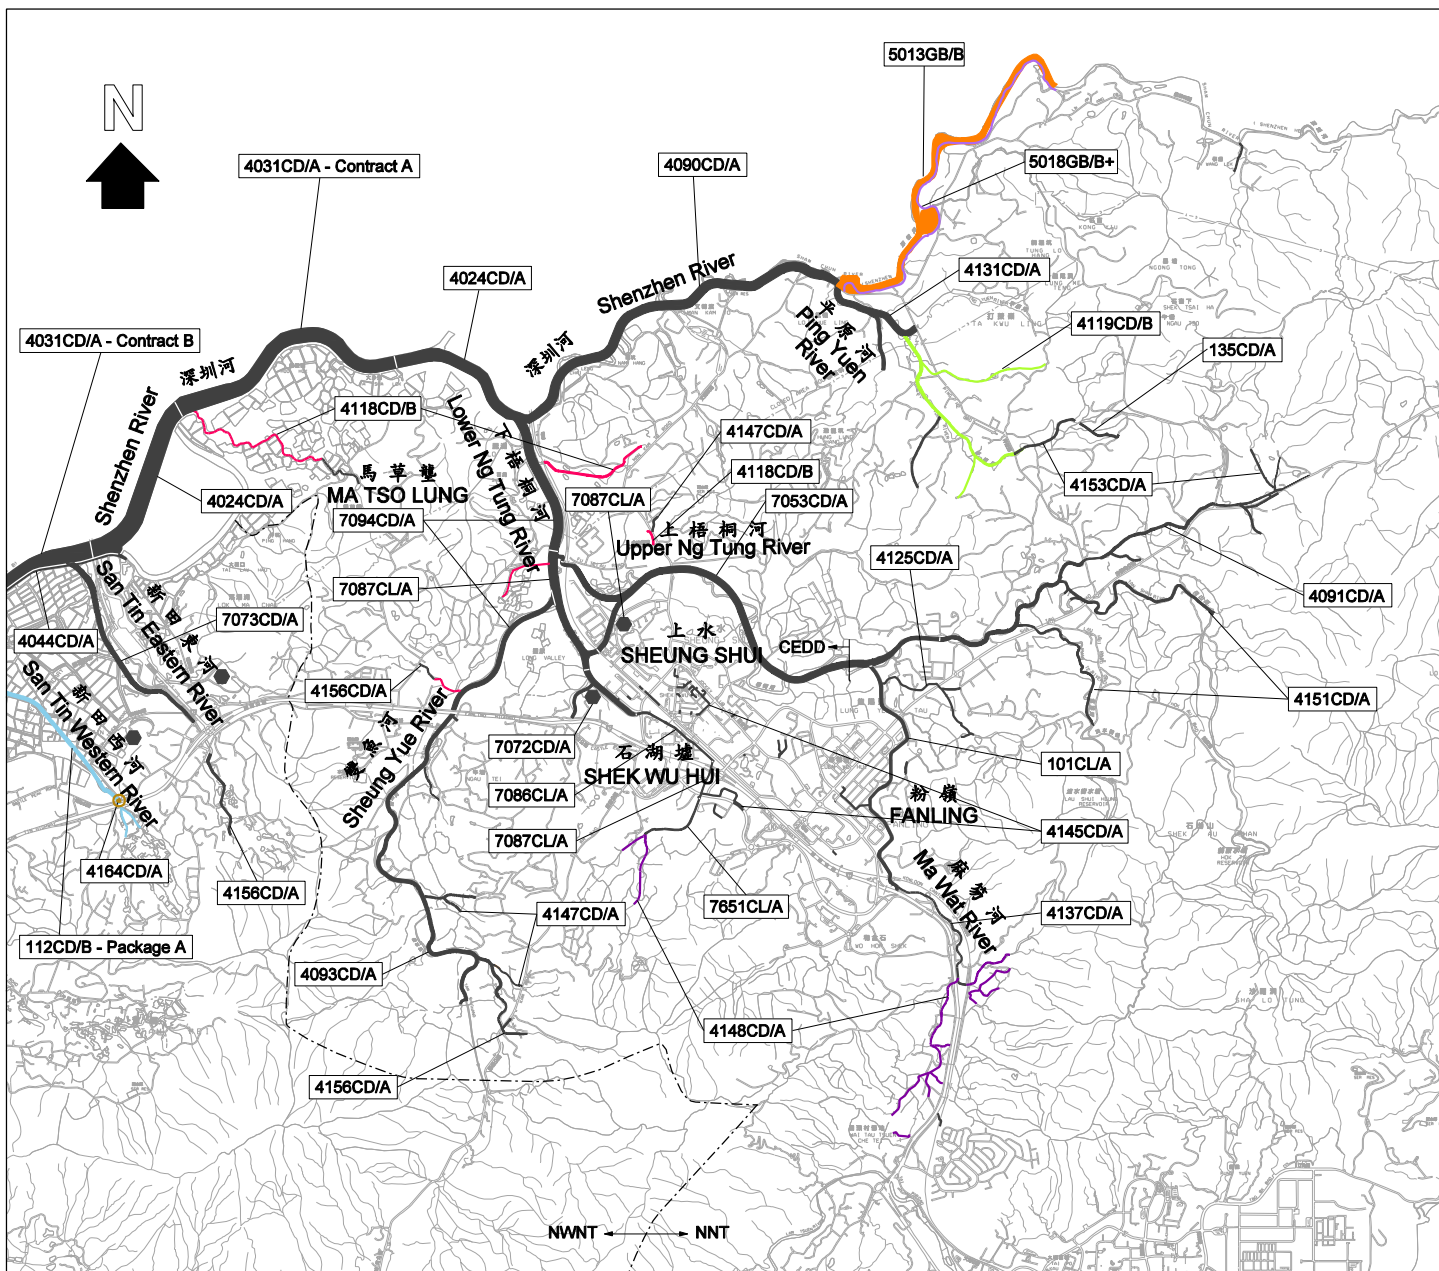 5013GB/B
N
4031CD/A - Contract A
4090CD/A
5018GB/B+
4024CD/A
Shenzhen River
4131CD/A
4031CD/A - Contract B
深圳河
深圳河
平原河
Ping Yuen
River
4119CD/B
135CD/A
Shenzhen River
4118CD/B
下梧桐河
Lower Ng Tung River
4147CD/A
4118CD/B
馬草壟
MA TSO LUNG
4024CD/A
7087CL/A
7053CD/A
4153CD/A
7094CD/A
上梧桐河
Upper Ng Tung River
4125CD/A
7087CL/A
4091CD/A
新田東河
San Tin Eastern River
7073CD/A
4044CD/A
上水
SHEUNG SHUI
CEDD
新田西河
San Tin Western River
4156CD/A
雙魚河
Sheung Yue River
4151CD/A
7072CD/A
石湖墟
SHEK WU HUI
101CL/A
7086CL/A
粉嶺
FANLING
7087CL/A
4145CD/A
4164CD/A
4156CD/A
麻笏河
Ma Wat River
4147CD/A
7651CL/A
4137CD/A
112CD/B - Package A
4093CD/A
4148CD/A
4156CD/A
NWNT
NNT